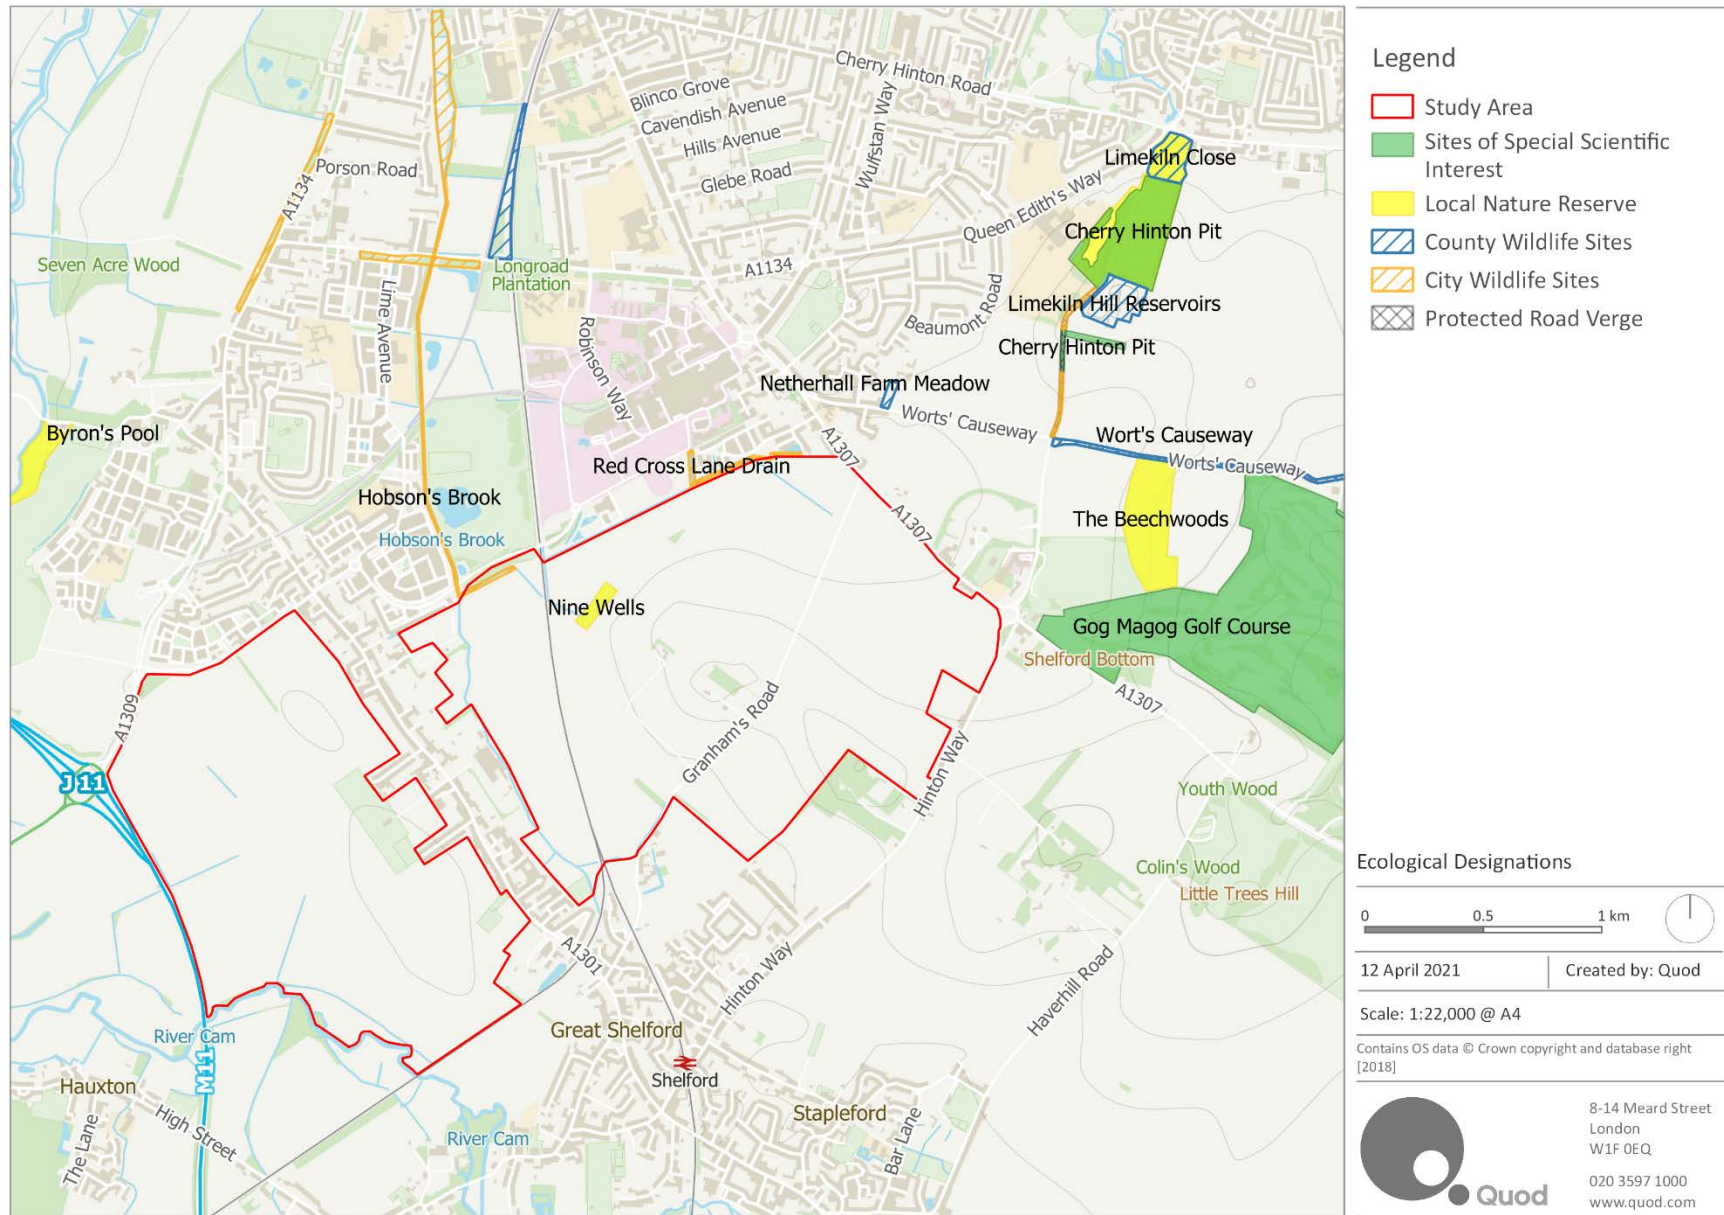 Cherry Hinton Road
Blinco Grove
Cavendish Avenue
Hills Avenue
Glebe Road
Wulfstan Way
Porson Road
A1134
Limekiln Close
Queen Edith's Way
Cherry Hinton Pit
Seven Acre Wood
Longroad
Plantation
A1134
Lime Avenue
Robinson Way
Beaumont Road
Limekiln Hill Reservoirs
Cherry Hinton Pit
Netherhall Farm Meadow
Worts' Causeway
Wort's Causeway
Worts' Causeway
Byron's Pool
A1307
Red Cross Lane Drain
Hobson's Brook
Hobson's Brook
A1307
The Beechwoods
Nine Wells
Gog Magog Golf Course
Shelford Bottom
A1307
A1309
Granham's Road
Hinton Way
J 11
Youth Wood
Colin's Wood
Little Trees Hill
A1301
Hinton Way
Haverhill Road
Great Shelford
River Cam
M11
Shelford
Hauxton
The Lane
High Street
River Cam
Stapleford
Bar Lane
Legend
Study Area
Sites of Special Scientific
Interest
Local Nature Reserve
County Wildlife Sites
City Wildlife Sites
Protected Road Verge
Ecological Designations
0 0.5 1 km
12 April 2021 Created by: Quod
Scale: 1:22,000 @ A4
Contains OS data © Crown copyright and database right
[2018]
Quod
8-14 Meard Street
London
W1F 0EQ
020 3597 1000
www.quod.com